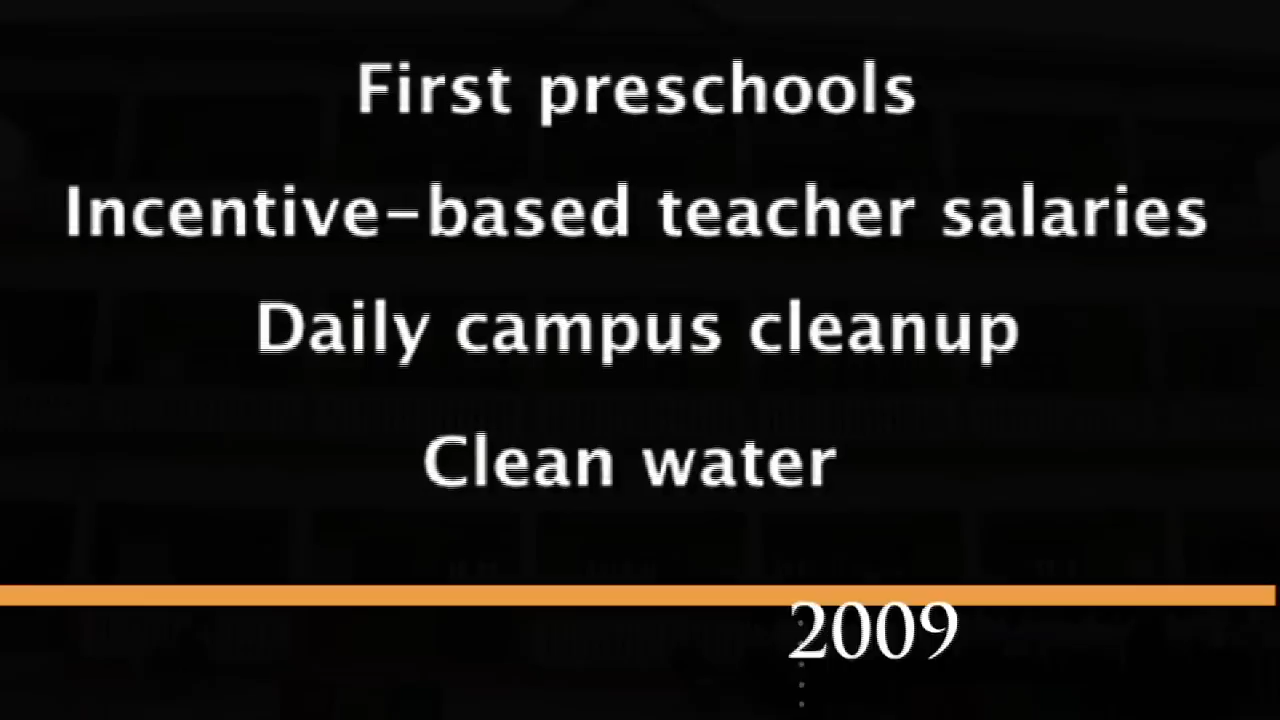 First preschools
Incentive-based teacher salaries
Daily campus cleanup
Clean water
2009